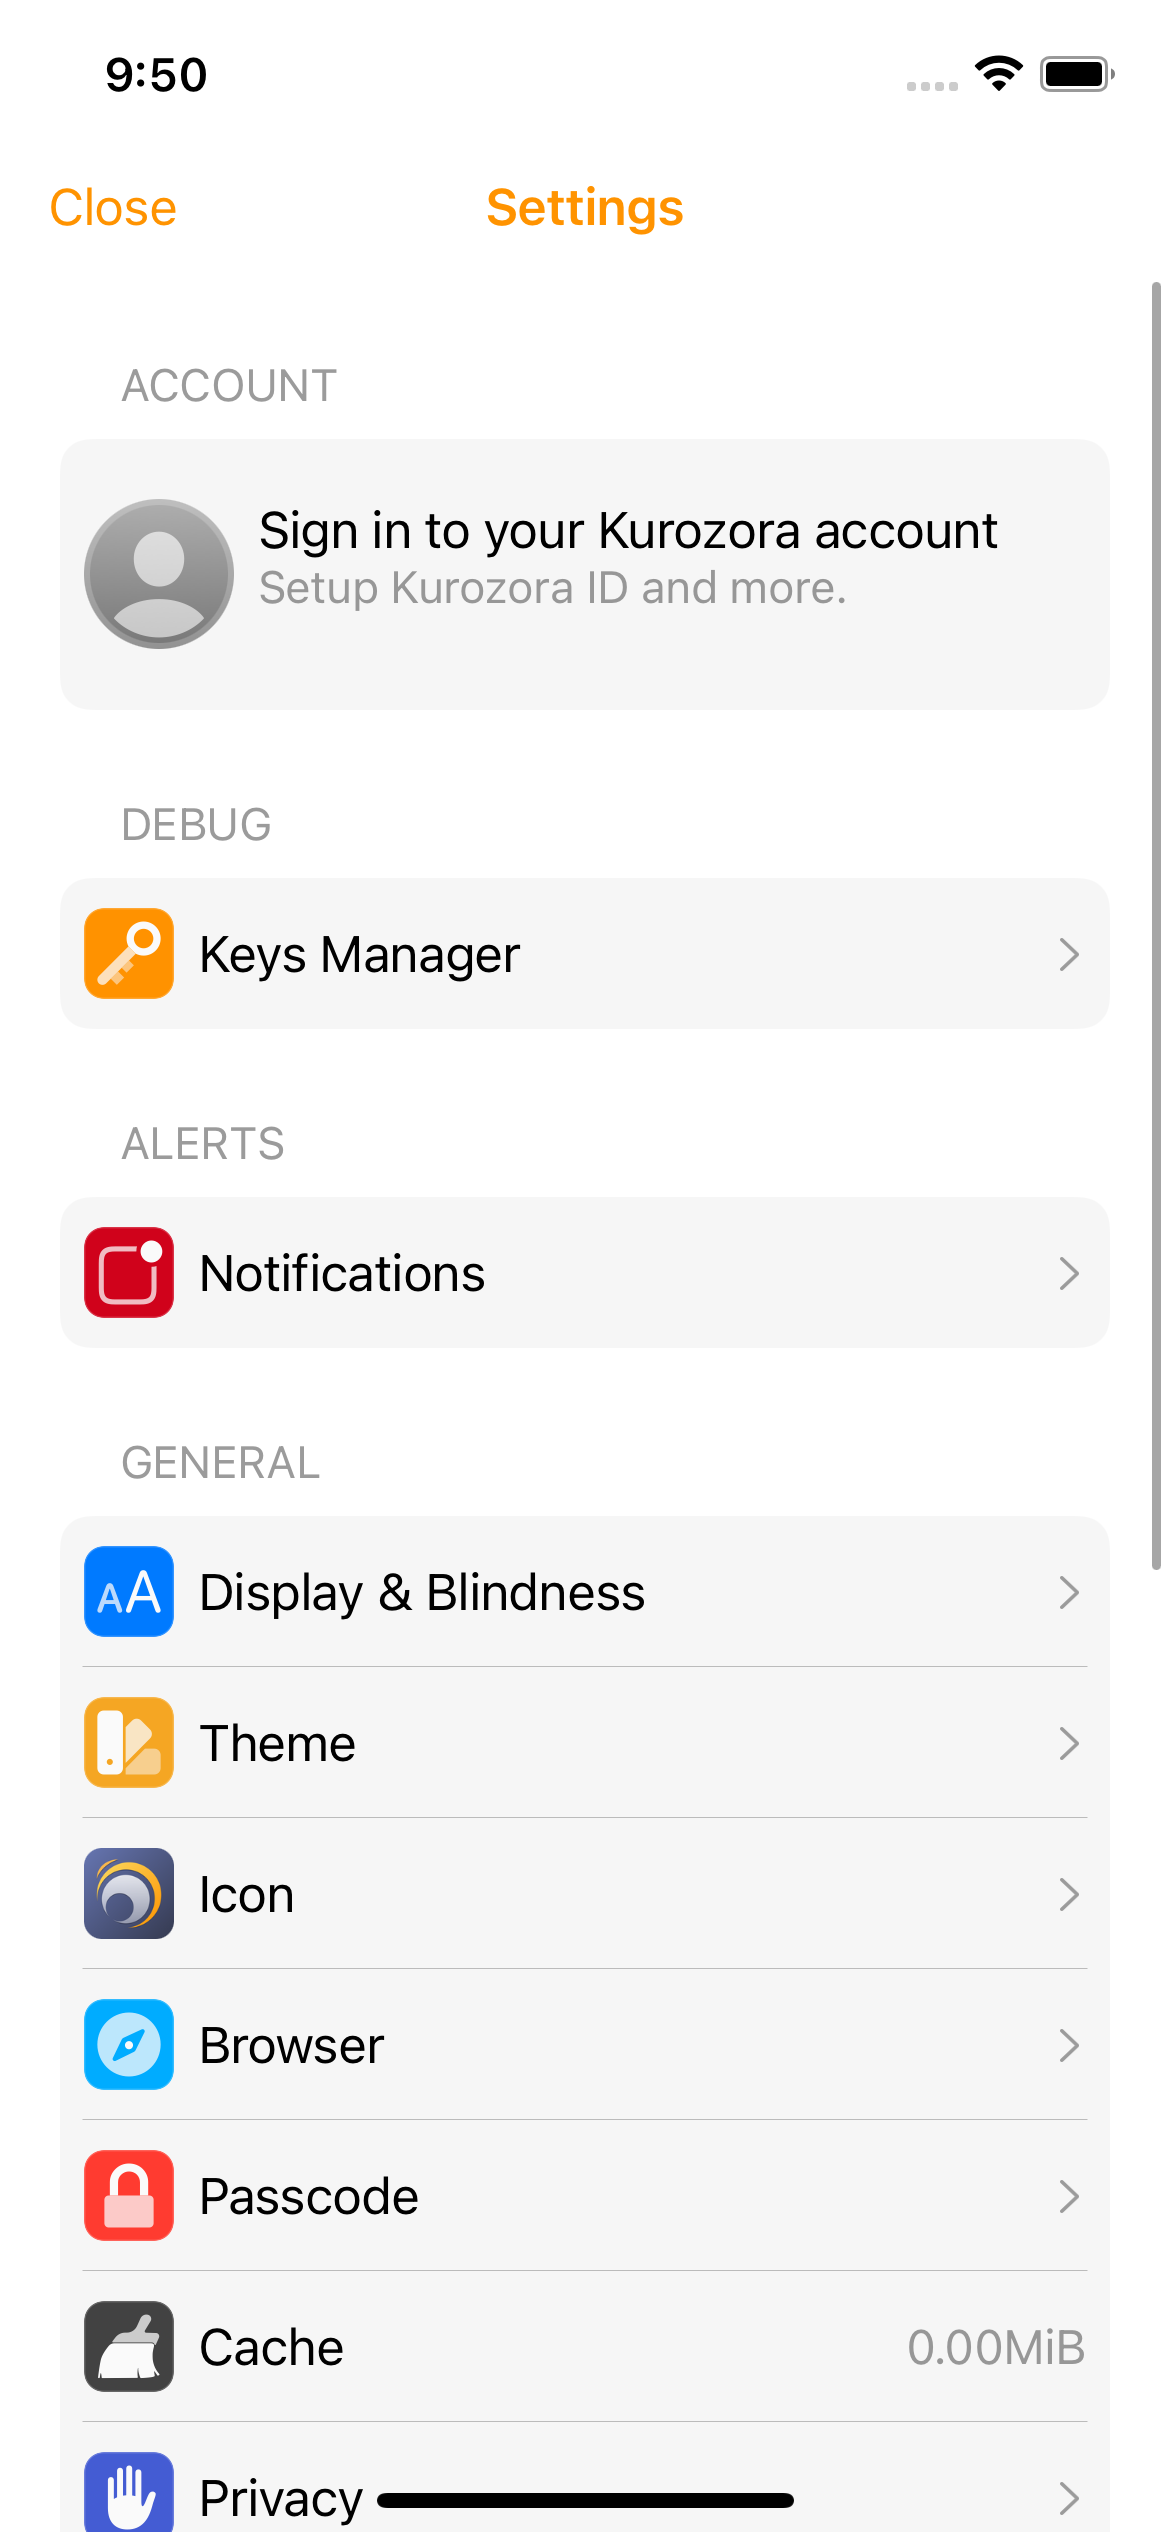 9:50
Close
Settings
ACCOUNT
Sign in to your Kurozora account
Setup Kurozora ID and more.
DEBUG
Keys Manager
ALERTS
Notifications
GENERAL
AA Display & Blindness
Theme
Icon
Browser
Passcode
Cache 0.00MiB
Privacy